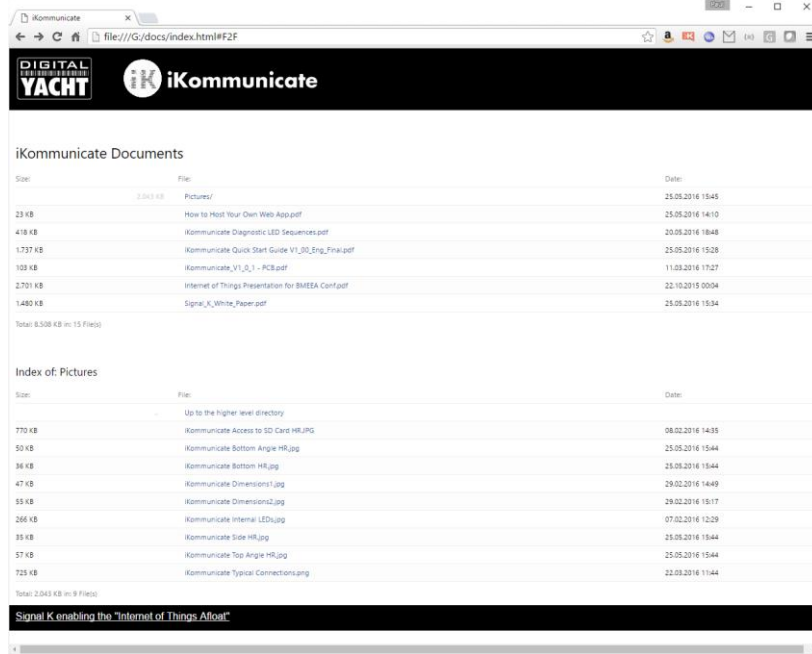 iKommunicate
file:///G:/docs/index.html#F2F
DIGITAL
YACHT
iKommunicate
iKommunicate Documents
Size: File: Date:
2.043 KB Pictures/ 25.05.2016 15:45
23 KB How to Host Your Own Web App.pdf 25.05.2016 14:10
418 KB iKommunicate Diagnostic LED Sequences.pdf 20.05.2016 18:48
1.737 KB iKommunicate Quick Start Guide V1_00_Eng_Final.pdf 25.05.2016 15:28
103 KB iKommunicate_V1_0_1 - PCB.pdf 11.03.2016 17:27
2.701 KB Internet of Things Presentation for BMEEA Conf.pdf 22.10.2015 00:04
1.480 KB Signal_K_White_Paper.pdf 25.05.2016 15:34
Total: 8.508 KB in: 15 File(s)
Index of: Pictures
Size: File: Date:
Up to the higher level directory
770 KB iKommunicate Access to SD Card HR.JPG 08.02.2016 14:35
50 KB iKommunicate Bottom Angle HR.jpg 25.05.2016 15:44
36 KB iKommunicate Bottom HR.jpg 25.05.2016 15:44
47 KB iKommunicate Dimensions1.jpg 29.02.2016 14:49
55 KB iKommunicate Dimensions2.jpg 29.02.2016 15:17
266 KB iKommunicate Internal LEDs.jpg 07.02.2016 12:29
35 KB iKommunicate Side HR.jpg 25.05.2016 15:44
57 KB iKommunicate Top Angle HR.jpg 25.05.2016 15:44
725 KB iKommunicate Typical Connections.png 22.03.2016 11:44
Total: 2.043 KB in: 9 File(s)
Signal K enabling the "Internet of Things Afloat"